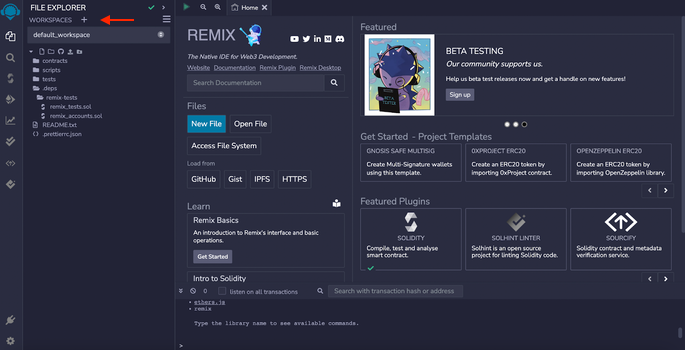 FILE EXPLORER
WORKSPACES
default_workspace
contracts
scripts
tests
.deps
remix-tests
remix_tests.sol
remix_accounts.sol
README.txt
.prettierrc.json
Home
REMIX
The Native IDE for Web3 Development.
Website Documentation Remix Plugin Remix Desktop
Search Documentation
Files
New File
Open File
Access File System
Load from
GitHub
Gist
IPFS
HTTPS
Learn
Remix Basics
An introduction to Remix's interface and basic
operations.
Get Started
Intro to Solidity
Featured
BETA TESTER
BETA TESTING
Our community supports us.
Help us beta test releases now and get a handle on new features!
Sign up
Get Started - Project Templates
GNOSIS SAFE MULTISIG
Create Multi-Signature wallets
using this template.
0XPROJECT ERC20
Create an ERC20 token by
importing 0xProject contract.
OPENZEPPELIN ERC20
Create an ERC20 token by
importing OpenZeppelin library.
Featured Plugins
SOLIDITY
Compile, test and analyse
smart contract.
SOLHINT LINTER
Solhint is an open source
project for linting Solidity code.
SOURCIFY
Solidity contract and metadata
verification service.
0
listen on all transactions
Search with transaction hash or address
• ethers.js
• remix
Type the library name to see available commands.
>